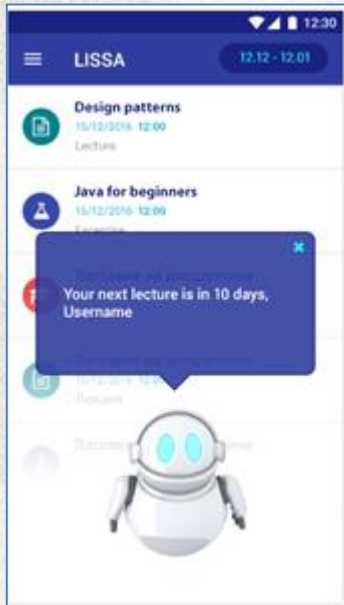 12:30
LISSA
12.12 - 12.01
Design patterns
15/12/2016 12:00
Lecture
Java for beginners
15/12/2016 12:00
Your next lecture is in 10 days,
Username